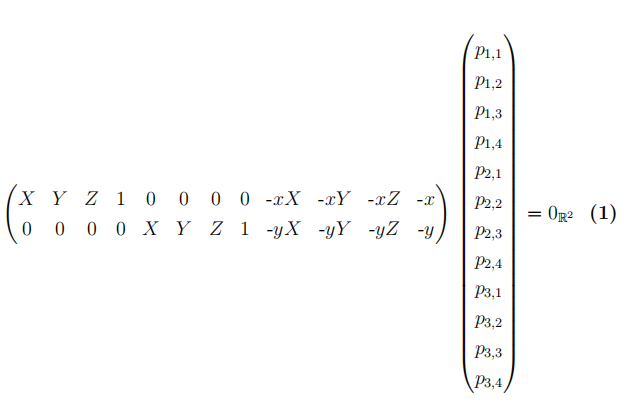 p1,1
p1,2
p1,3
p1,4
p2,1
X Y Z 1 0 0 0 0 -xX -xY -xZ -x
p2,2
= 0ℝ² (1)
p2,3
0 0 0 0 X Y Z 1 -yX -yY -yZ -y
p2,4
p3,1
p3,2
p3,3
p3,4